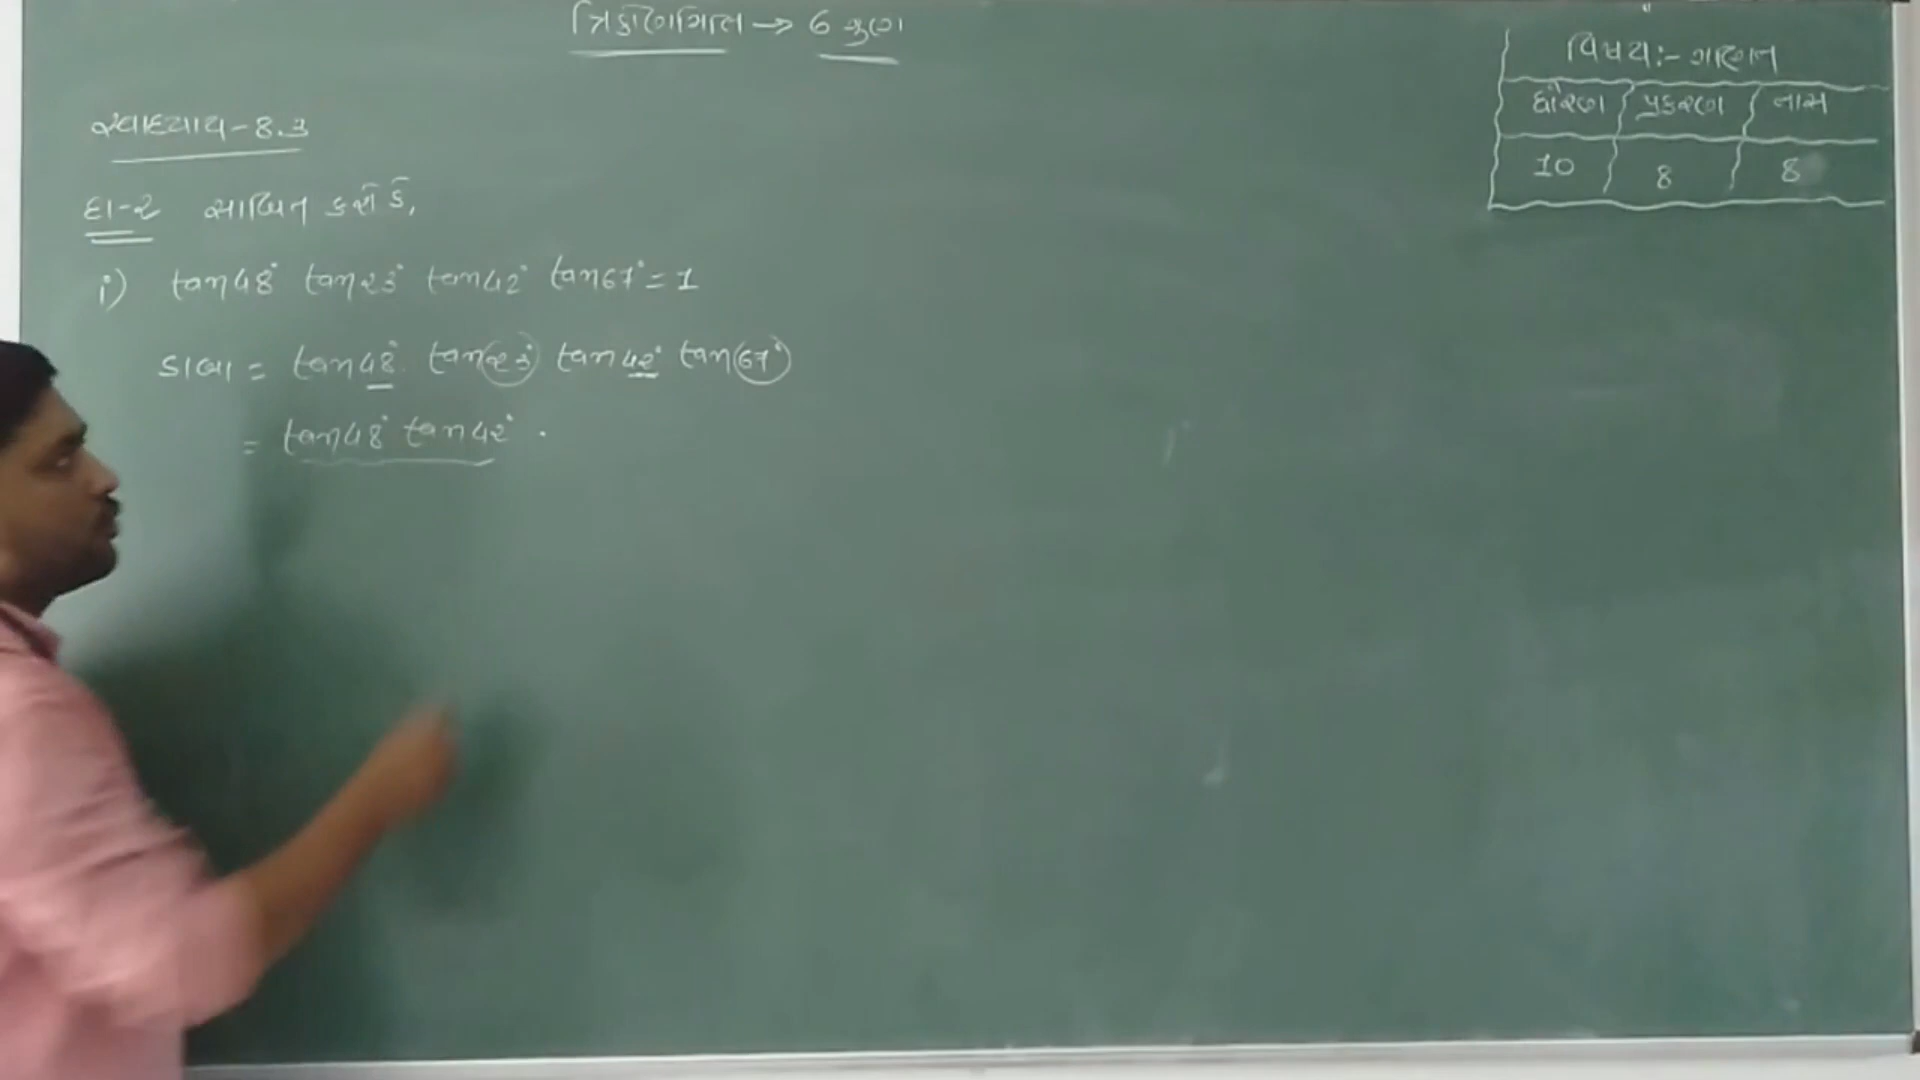 ત્રિકોણમિતિ → 6 ગુણ
વિષય:- ગણિત
ધોરણ પ્રકરણ નામ
10 8 8
સ્વાધ્યાય-8.3
દા-૨ સાબિત કરો કે,
i) tan48° tan23° tan42° tan67° = 1
ડાબા = tan48° tan23° tan42° tan67°
= tan48° tan42° ·